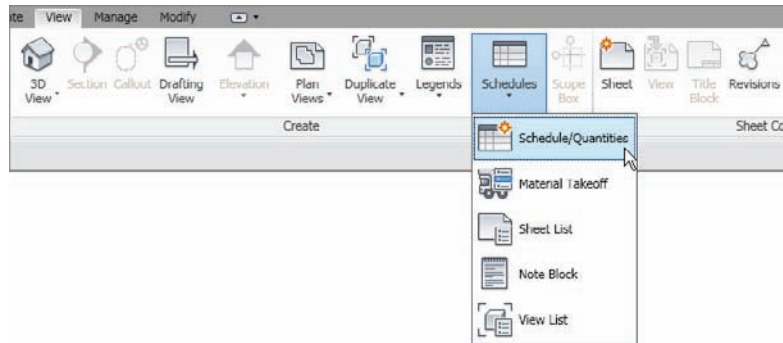 te View Manage Modify
3D View
Section
Callout
Drafting View
Elevation
Plan Views
Duplicate View
Legends
Schedules
Scope Box
Sheet
View
Title Block
Revisions
Create
Sheet Co
Schedule/Quantities
Material Takeoff
Sheet List
Note Block
View List